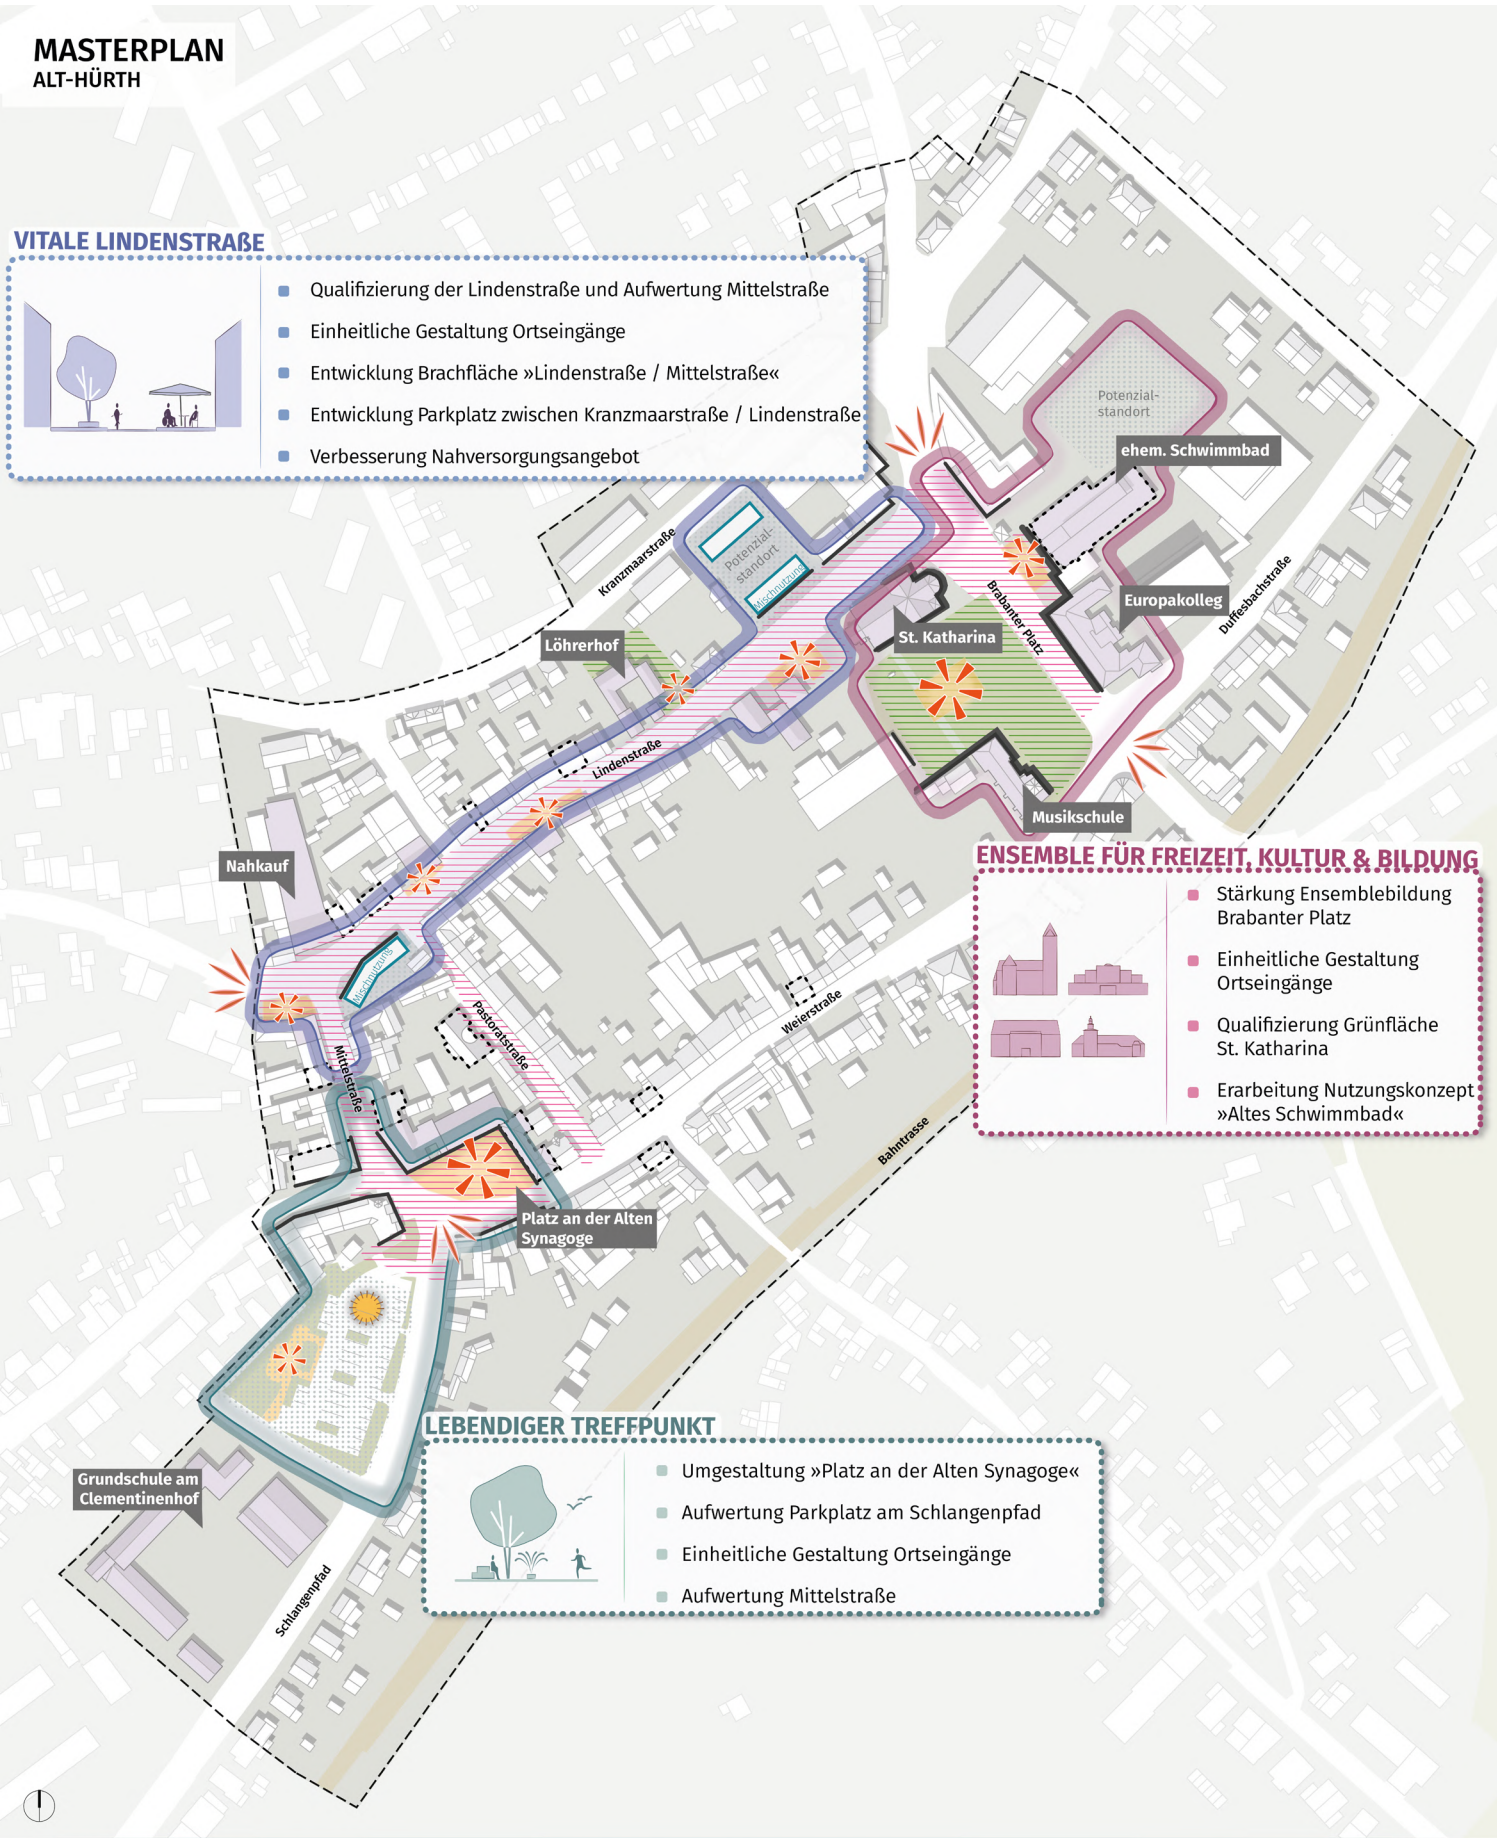 MASTERPLAN
ALT-HÜRTH
VITALE LINDENSTRAßE
Qualifizierung der Lindenstraße und Aufwertung Mittelstraße
Einheitliche Gestaltung Ortseingänge
Entwicklung Brachfläche »Lindenstraße / Mittelstraße«
Entwicklung Parkplatz zwischen Kranzmaarstraße / Lindenstraße
Verbesserung Nahversorgungsangebot
Potenzial-
standort
ehem. Schwimmbad
Kranzmaarstraße
Potenzial-
standort
Mischnutzung
Brabanter Platz
Europakolleg
Duffesbachstraße
St. Katharina
Löhrerhof
Lindenstraße
Musikschule
Nahkauf
Mischnutzung
Mittelstraße
Pastoratstraße
Weierstraße
Bahntrasse
ENSEMBLE FÜR FREIZEIT, KULTUR & BILDUNG
Stärkung Ensemblebildung
Brabanter Platz
Einheitliche Gestaltung
Ortseingänge
Qualifizierung Grünfläche
St. Katharina
Erarbeitung Nutzungskonzept
»Altes Schwimmbad«
Platz an der Alten
Synagoge
Grundschule am
Clementinenhof
Schlangenpfad
LEBENDIGER TREFFPUNKT
Umgestaltung »Platz an der Alten Synagoge«
Aufwertung Parkplatz am Schlangenpfad
Einheitliche Gestaltung Ortseingänge
Aufwertung Mittelstraße